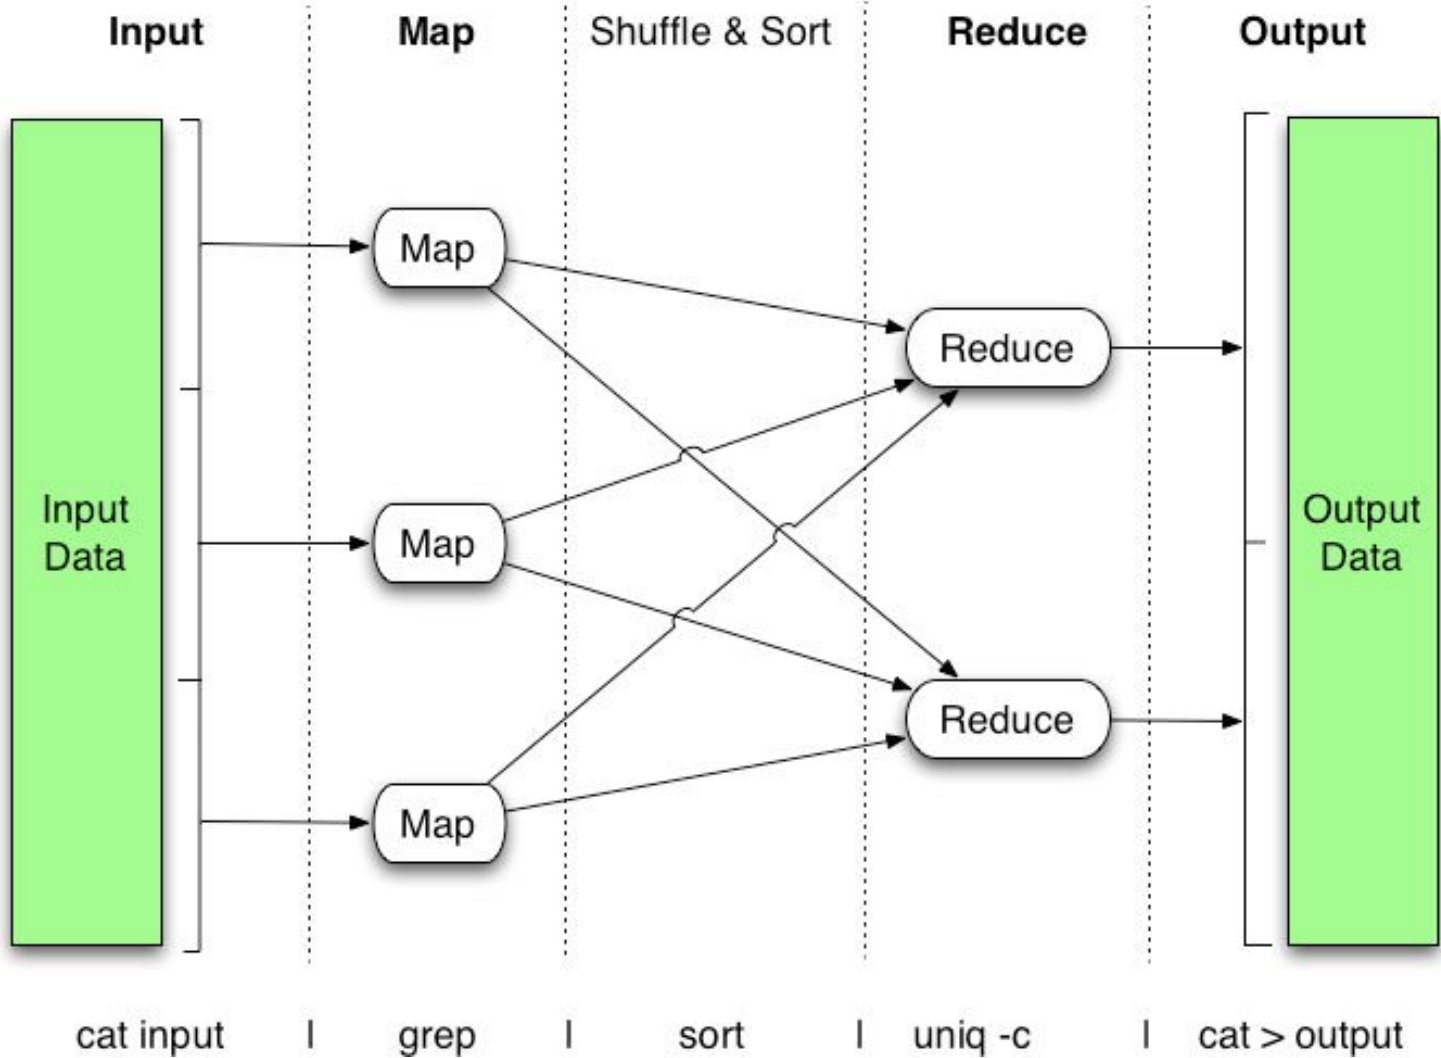 Input Map Shuffle & Sort Reduce Output
Map
Reduce
Input
Data
Map
Output
Data
Reduce
Map
cat input | grep | sort | uniq -c | cat > output